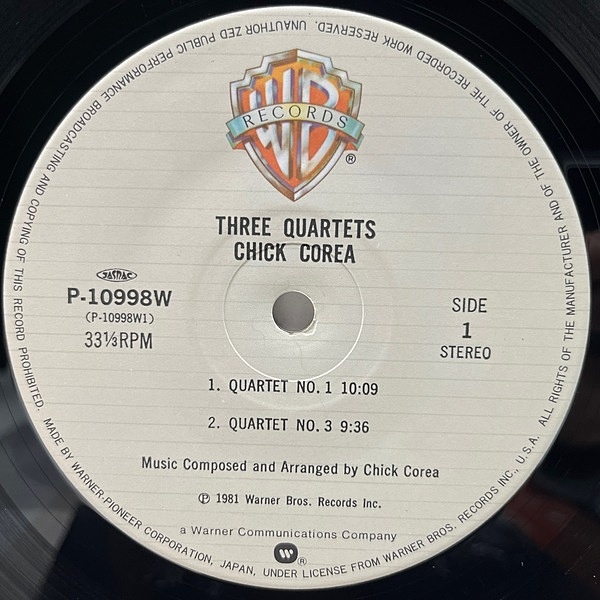 WB
RECORDS
®
THREE QUARTETS
CHICK COREA
JASRAC
P-10998W
(P-10998W1)
33⅓RPM
SIDE
1
STEREO
1. QUARTET NO. 1 10:09
2. QUARTET NO. 3 9:36
Music Composed and Arranged by Chick Corea
℗ 1981 Warner Bros. Records Inc.
a Warner Communications Company
®
MADE BY WARNER-PIONEER CORPORATION, JAPAN, UNDER LICENSE FROM WARNER BROS. RECORDS INC., U.S.A. ALL RIGHTS OF THE MANUFACTURER AND OF THE OWNER OF THE RECORDED WORK RESERVED. UNAUTHORIZED PUBLIC PERFORMANCE BROADCASTING AND COPYING OF THIS RECORD PROHIBITED.